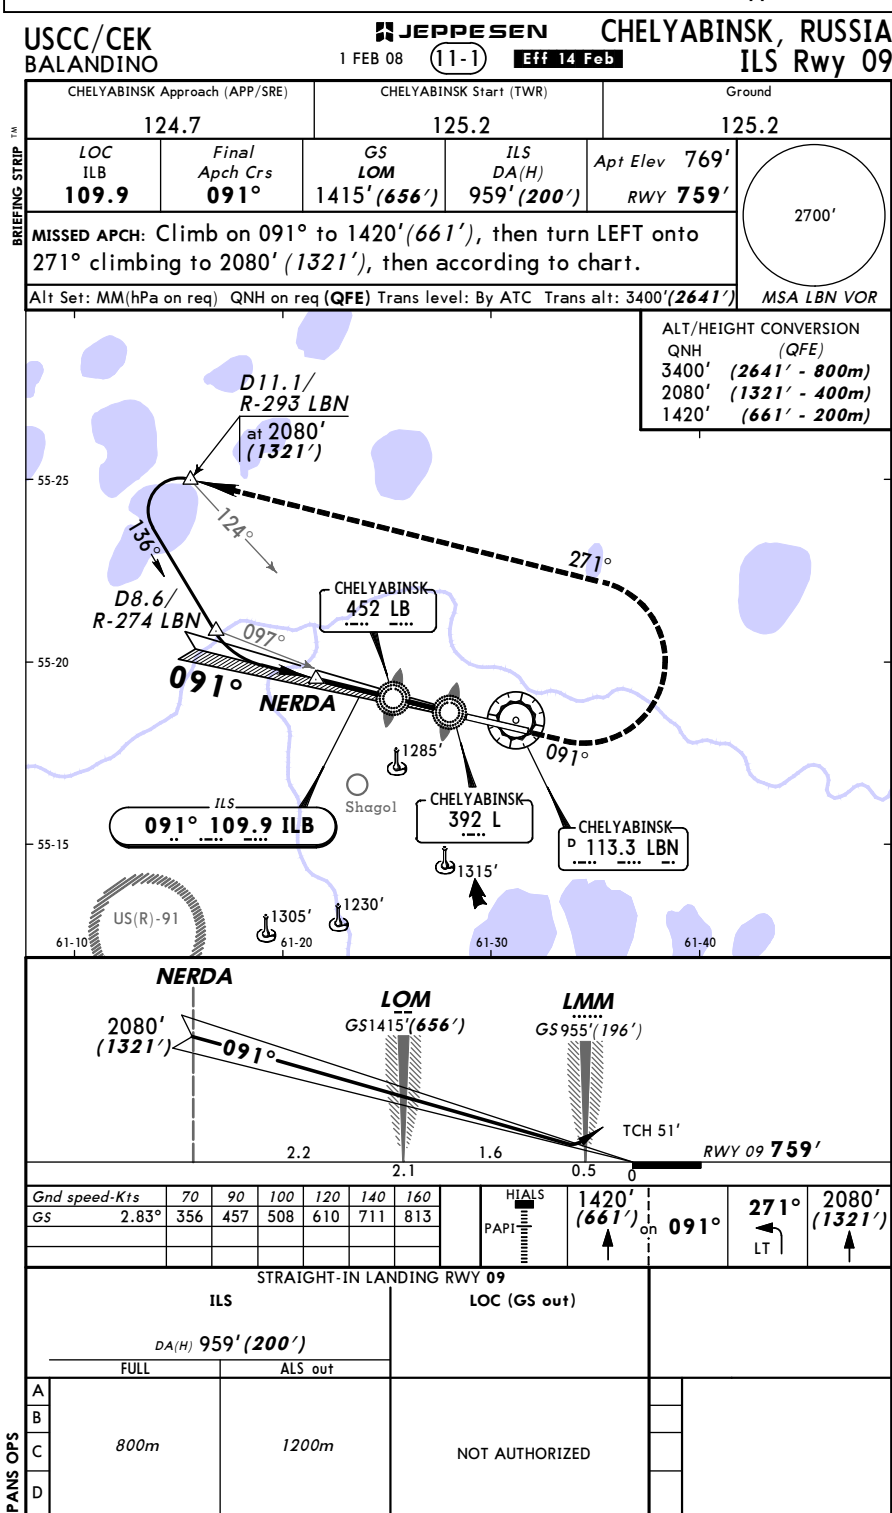 USCC/CEK
BALANDINO
JEPPESEN
1 FEB 08 11-1 Eff 14 Feb
CHELYABINSK, RUSSIA
ILS Rwy 09
BRIEFING STRIP TM
CHELYABINSK Approach (APP/SRE)
124.7
CHELYABINSK Start (TWR)
125.2
Ground
125.2
LOC
ILB
109.9
Final
Apch Crs
091°
GS
LOM
1415' (656')
ILS
DA(H)
959' (200')
Apt Elev 769'
RWY 759'
2700'
MSA LBN VOR
MISSED APCH: Climb on 091° to 1420' (661'), then turn LEFT onto
271° climbing to 2080' (1321'), then according to chart.
Alt Set: MM(hPa on req) QNH on req (QFE) Trans level: By ATC Trans alt: 3400' (2641')
ALT/HEIGHT CONVERSION
QNH (QFE)
3400' (2641' - 800m)
2080' (1321' - 400m)
1420' (661' - 200m)
D11.1/
R-293 LBN
at 2080'
(1321')
55-25
124°
136°
271°
D8.6/
R-274 LBN
CHELYABINSK
452 LB
097°
55-20
091°
NERDA
091°
1285'
Shagol
ILS
091° 109.9 ILB
CHELYABINSK
392 L
CHELYABINSK
D 113.3 LBN
55-15
1315'
US(R)-91
1305'
1230'
61-10
61-20
61-30
61-40
NERDA
2080'
(1321')
091°
LOM
GS1415' (656')
LMM
GS955' (196')
TCH 51'
RWY 09 759'
2.2
1.6
2.1
0.5
0
Gnd speed-Kts 70 90 100 120 140 160
GS 2.83° 356 457 508 610 711 813
HIALS
PAPI
1420'
(661')
on 091°
271°
LT
2080'
(1321')
STRAIGHT-IN LANDING RWY 09
ILS
LOC (GS out)
DA(H) 959' (200')
FULL
ALS out
A
B
C
D
800m
1200m
NOT AUTHORIZED
PANS OPS